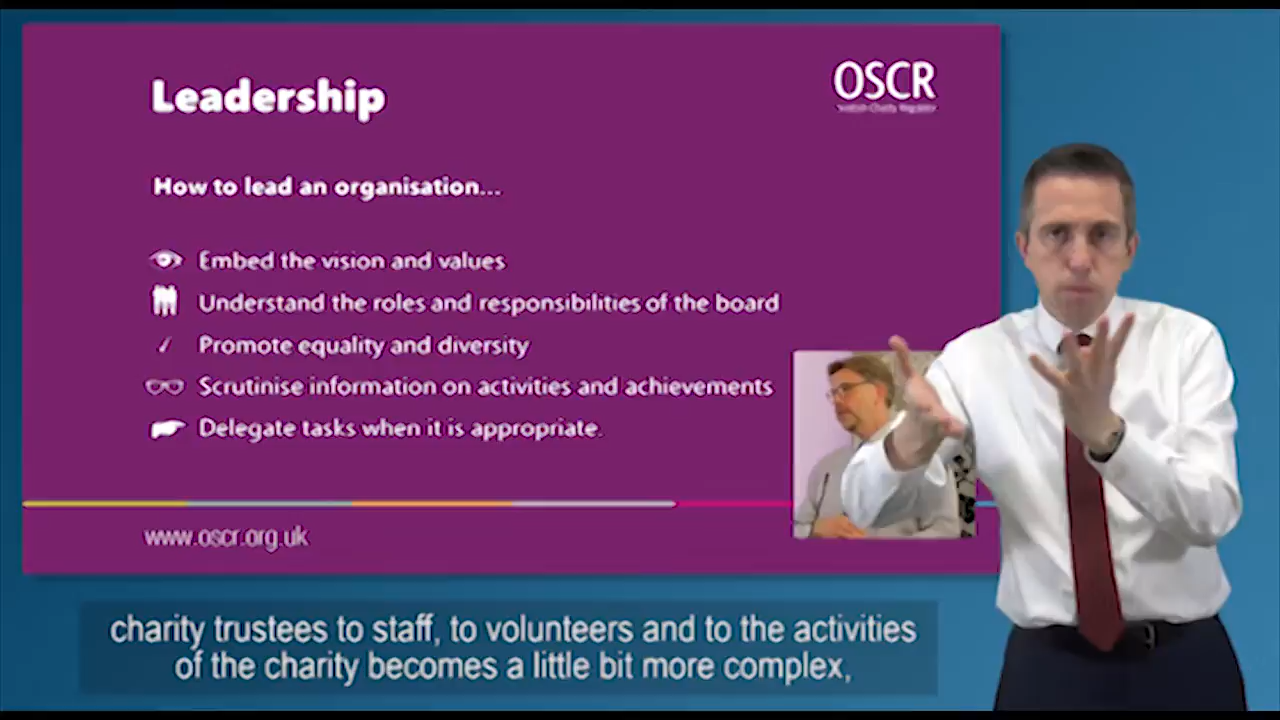 Leadership
OSCR
Scottish Charity Regulator
How to lead an organisation...
Embed the vision and values
Understand the roles and responsibilities of the board
Promote equality and diversity
Scrutinise information on activities and achievements
Delegate tasks when it is appropriate.
www.oscr.org.uk
charity trustees to staff, to volunteers and to the activities
of the charity becomes a little bit more complex,